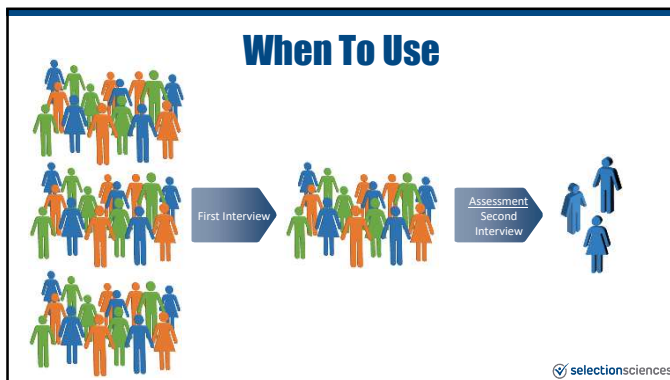 When To Use
First Interview
Assessment
Second
Interview
selectionsciences